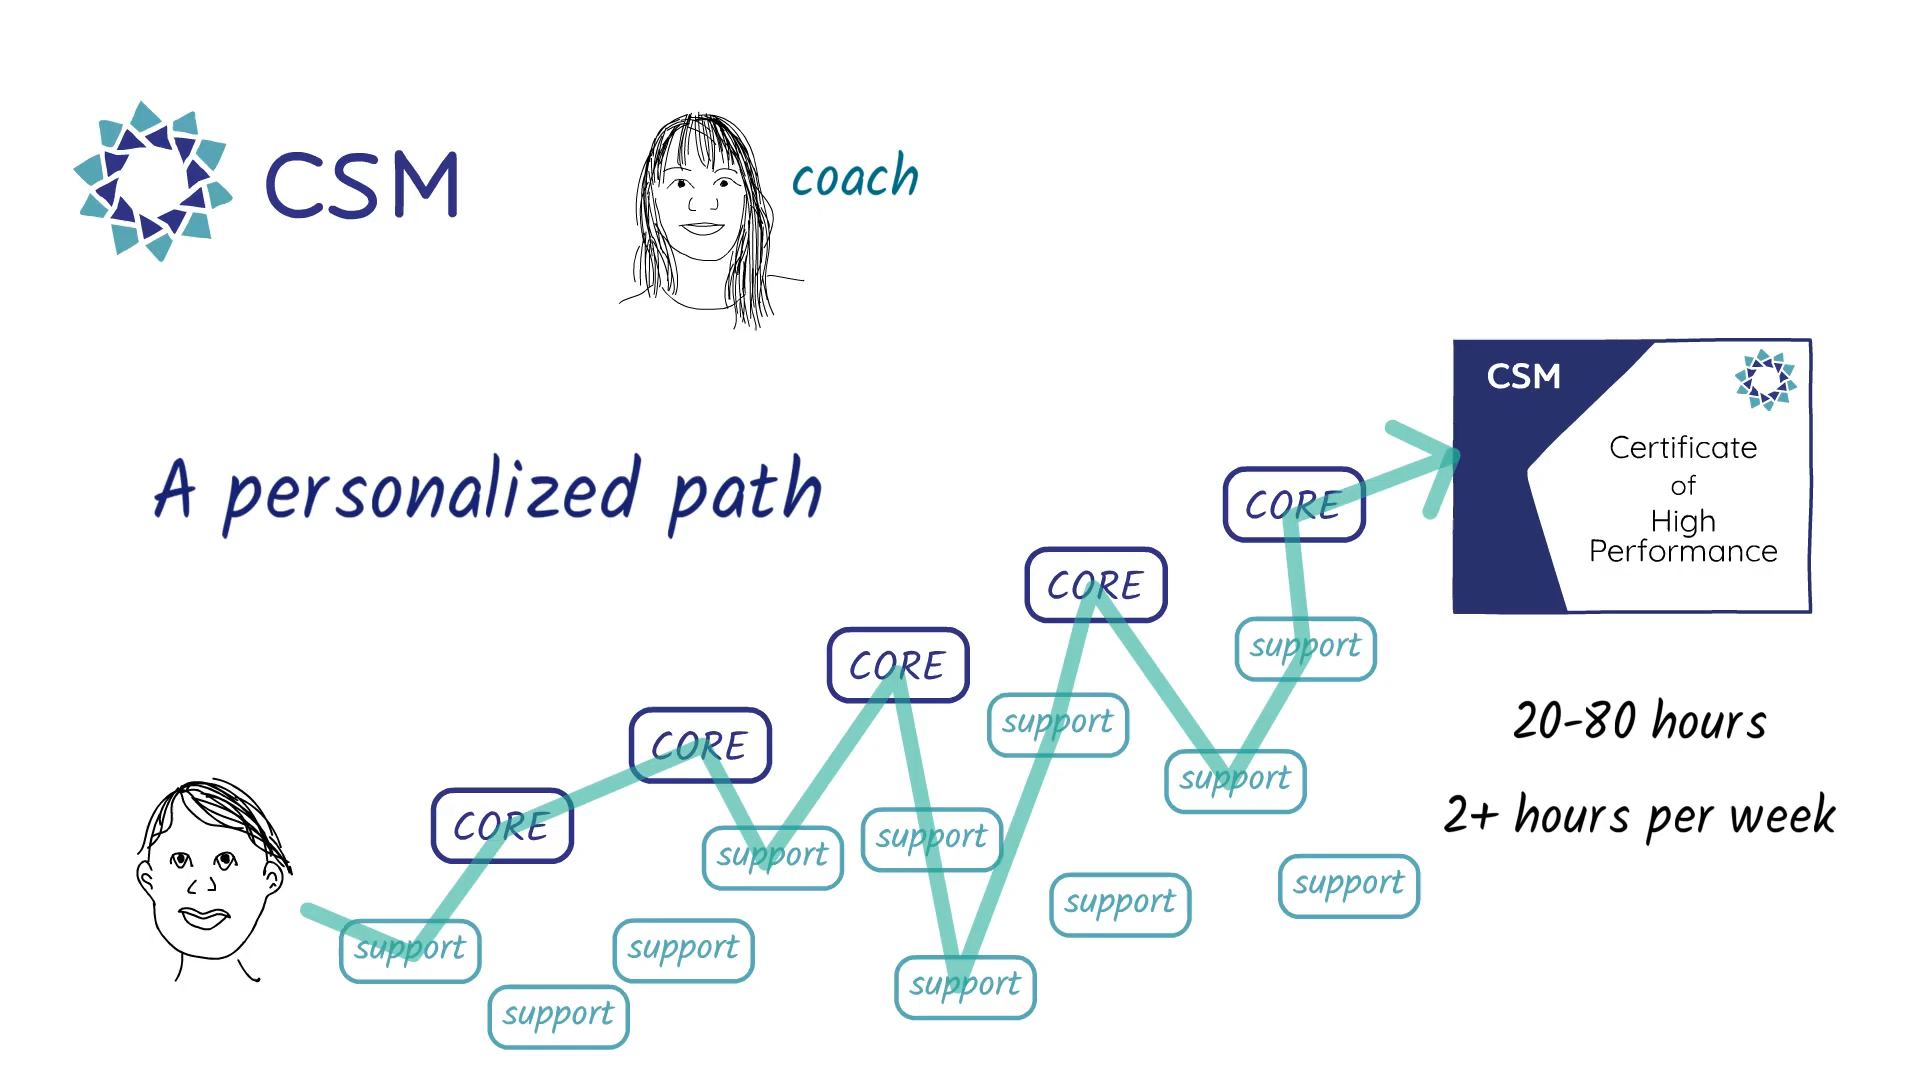 CSM
coach
CSM
Certificate
of
High
Performance
A personalized path
CORE
CORE
support
CORE
CORE
support
20-80 hours
CORE
support
2+ hours per week
CORE
support
support
support
support
support
support
support
support
support